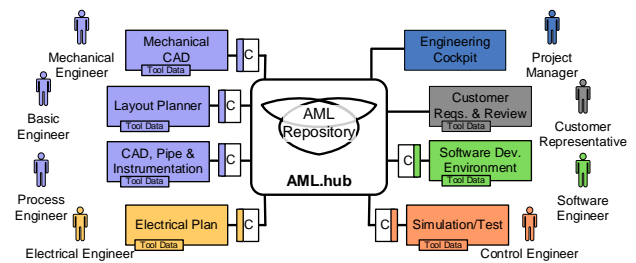 Mechanical
Engineer
Mechanical
CAD
Tool Data
C
Engineering
Cockpit
Project
Manager
Basic
Engineer
Layout Planner
Tool Data
C
AML
Repository
AML.hub
Customer
Reqs. & Review
Tool Data
Customer
Representative
Process
Engineer
CAD, Pipe &
Instrumentation
Tool Data
C
C
Software Dev.
Environment
Tool Data
Software
Engineer
Electrical Engineer
Electrical Plan
Tool Data
C
C
Simulation/Test
Tool Data
Control Engineer